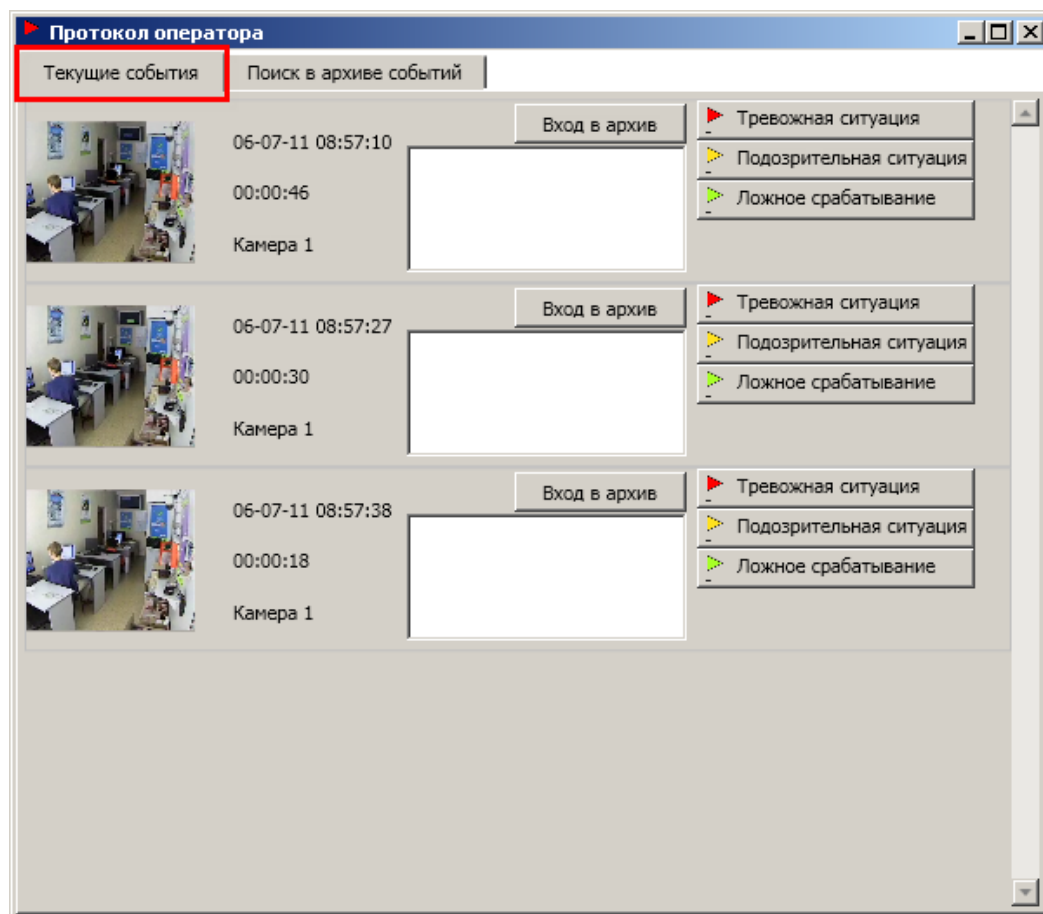 Протокол оператора
Текущие события
Поиск в архиве событий
06-07-11 08:57:10
00:00:46
Камера 1
Вход в архив
Тревожная ситуация
Подозрительная ситуация
Ложное срабатывание
06-07-11 08:57:27
00:00:30
Камера 1
Вход в архив
Тревожная ситуация
Подозрительная ситуация
Ложное срабатывание
06-07-11 08:57:38
00:00:18
Камера 1
Вход в архив
Тревожная ситуация
Подозрительная ситуация
Ложное срабатывание